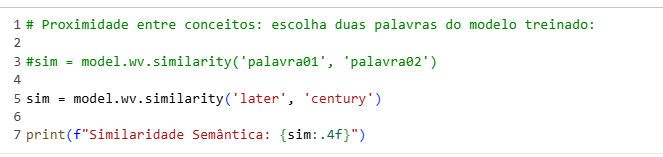 1 # Proximidade entre conceitos: escolha duas palavras do modelo treinado:
2
3 #sim = model.wv.similarity('palavra01', 'palavra02')
4
5 sim = model.wv.similarity('later', 'century')
6
7 print(f"Similaridade Semântica: {sim:.4f}")